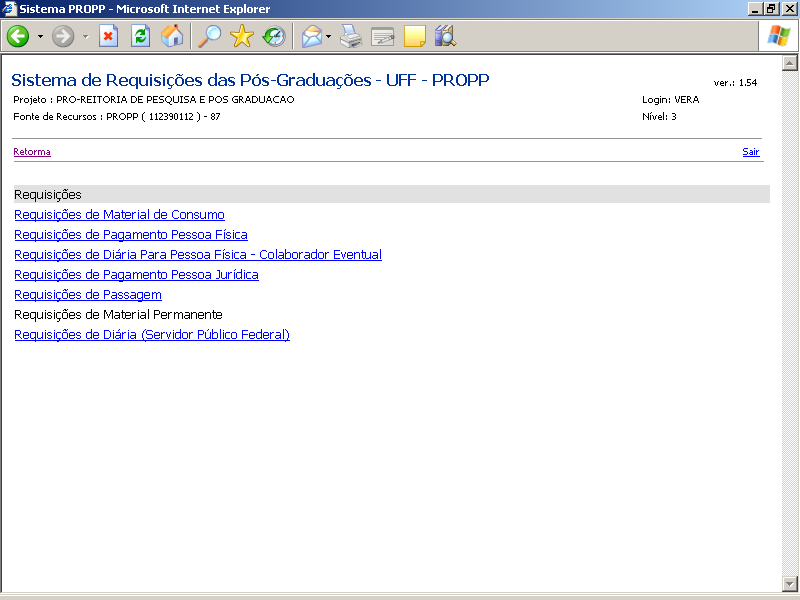 Sistema PROPP - Microsoft Internet Explorer
Sistema de Requisições das Pós-Graduações - UFF - PROPP
ver.: 1.54
Projeto : PRO-REITORIA DE PESQUISA E POS GRADUACAO
Login: VERA
Fonte de Recursos : PROPP ( 112390112 ) - 87
Nível: 3
Retorna
Sair
Requisições
Requisições de Material de Consumo
Requisições de Pagamento Pessoa Física
Requisições de Diária Para Pessoa Física - Colaborador Eventual
Requisições de Pagamento Pessoa Jurídica
Requisições de Passagem
Requisições de Material Permanente
Requisições de Diária (Servidor Público Federal)